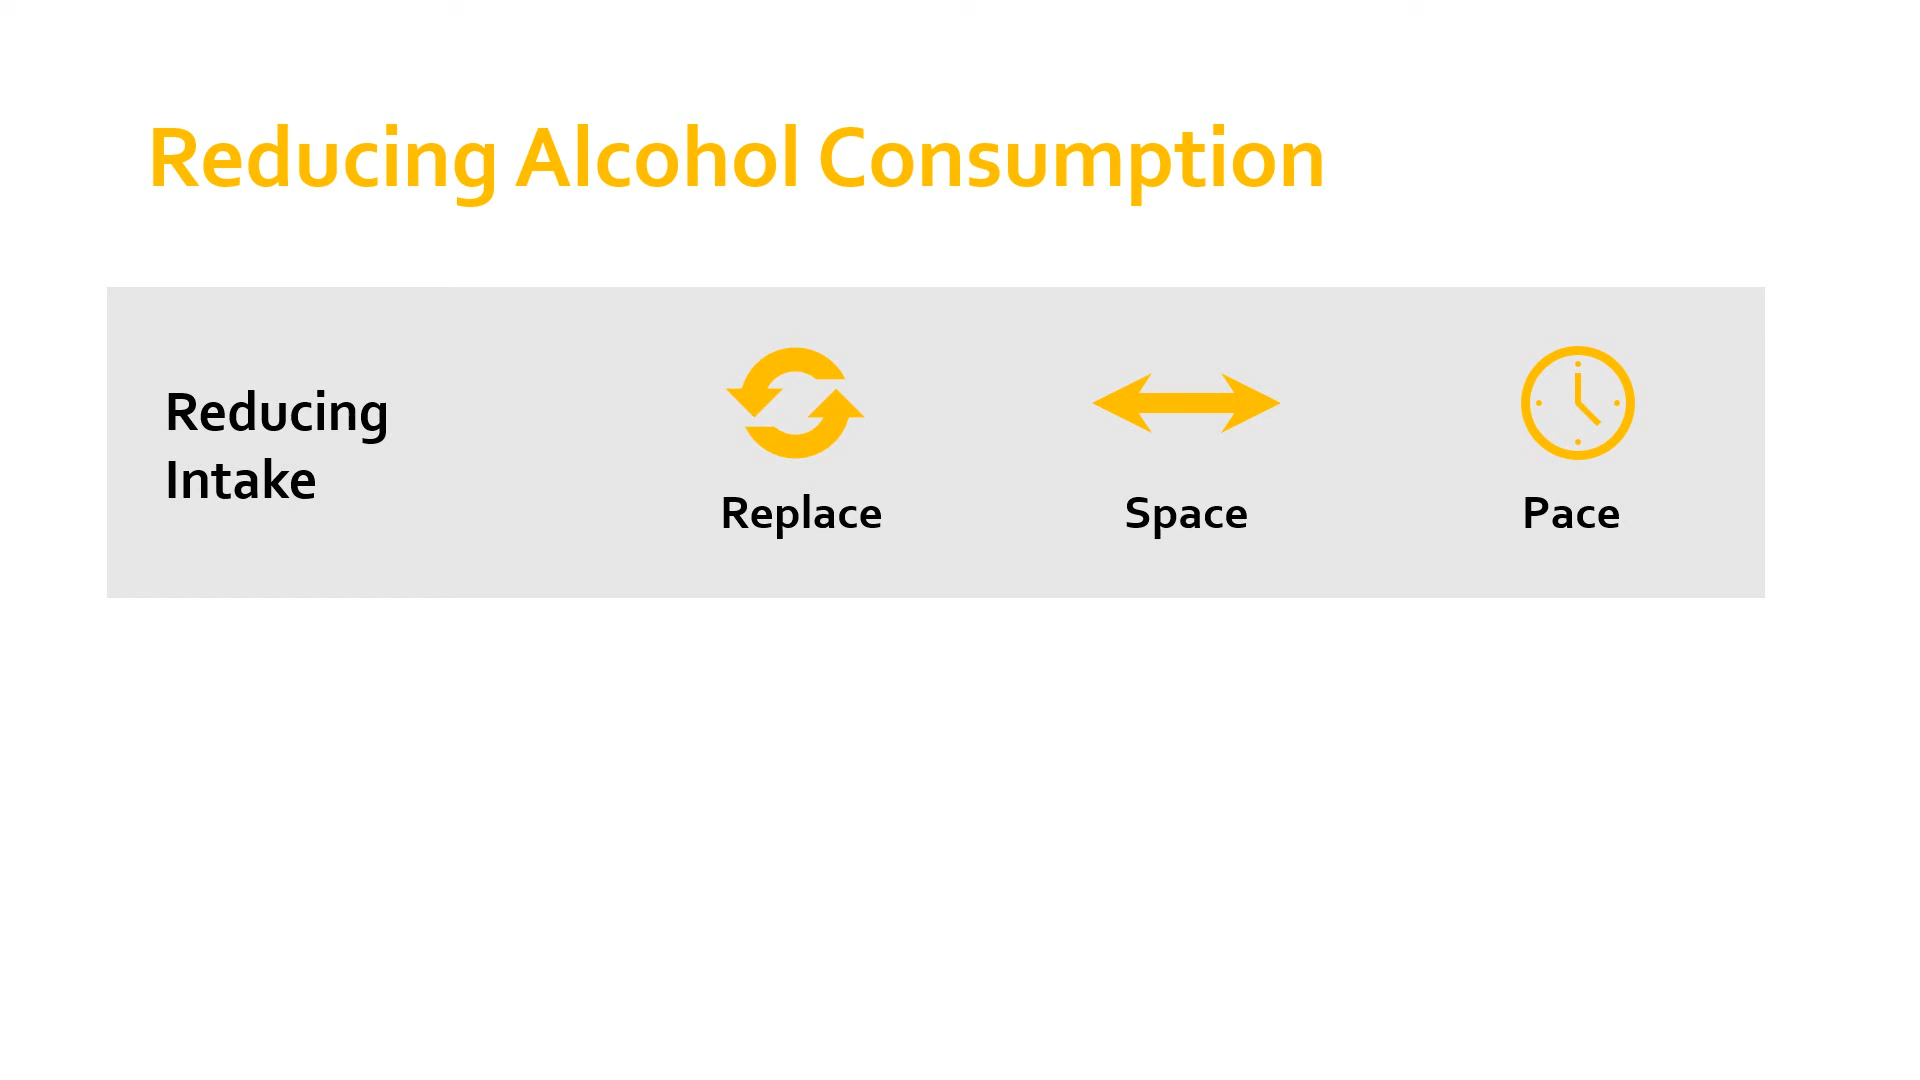 Reducing Alcohol Consumption
Reducing
Intake
Replace
Space
Pace